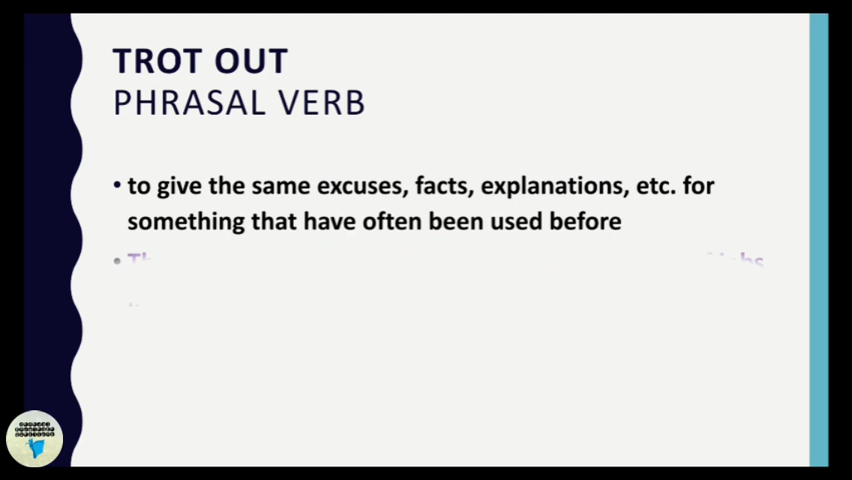 TROT OUT
PHRASAL VERB
• to give the same excuses, facts, explanations, etc. for
something that have often been used before